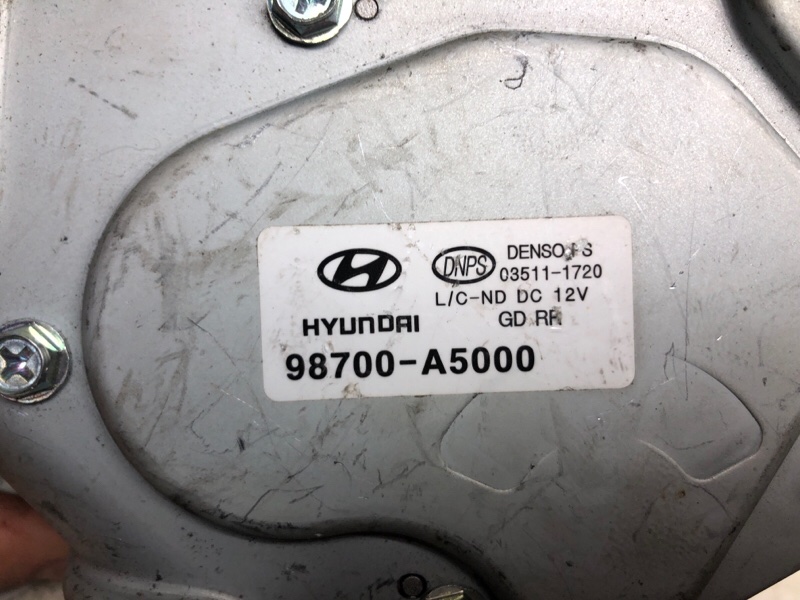 HYUNDAI
98700-A5000
DNPS
DENSO PS
03511-1720
L/C-ND DC 12V
GD RR